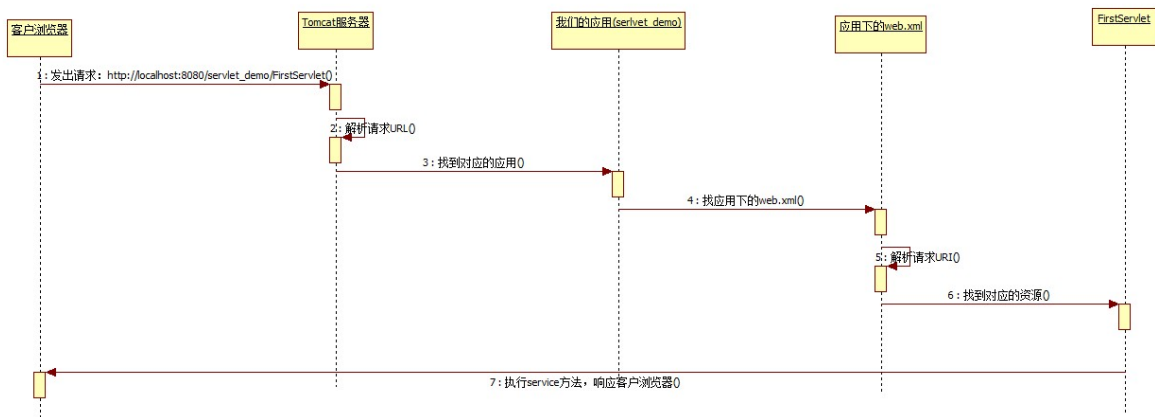 客户浏览器
Tomcat服务器
我们的应用(serlvet_demo)
应用下的web.xml
FirstServlet
1 : 发出请求：http://localhost:8080/servlet_demo/FirstServlet()
2 : 解析请求URL()
3 : 找到对应的应用()
4 : 找应用下的web.xml()
5 : 解析请求URI()
6 : 找到对应的资源()
7 : 执行service方法，响应客户浏览器()